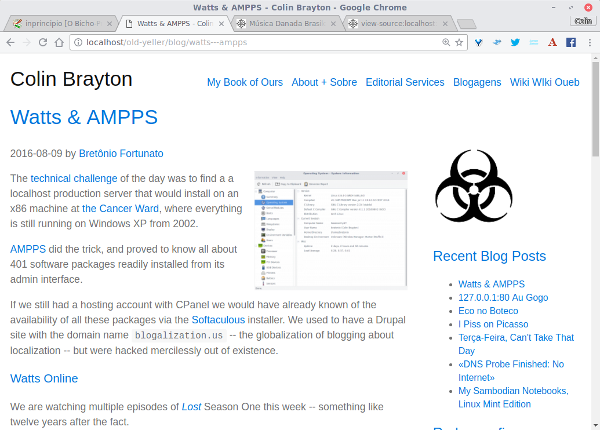 Watts & AMPPS - Colin Brayton - Google Chrome
inprincipio [O Bicho
Watts & AMPPS - Colin
Música Danada Brasi
view-source:localhost
Colin
localhost/old-yeller/blog/watts---ampps
Colin Brayton
My Book of Ours About + Sobre Editorial Services Blogagens Wiki WIki Oueb
Watts & AMPPS
2016-08-09 by Bretônio Fortunato
The technical challenge of the day was to find a a
localhost production server that would install on an
x86 machine at the Cancer Ward, where everything
is still running on Windows XP from 2002.
AMPPS did the trick, and proved to know all about
401 software packages readily installed from its
admin interface.
If we still had a hosting account with CPanel we would have already known of the
availability of all these packages via the Softaculous installer. We used to have a Drupal
site with the domain name blogalization.us -- the globalization of blogging about
localization -- but were hacked mercilessly out of existence.
Watts Online
We are watching multiple episodes of Lost Season One this week -- something like
twelve years after the fact.
Recent Blog Posts
Watts & AMPPS
127.0.0.1:80 Au Gogo
Eco no Boteco
I Piss on Picasso
Terça-Feira, Can't Take That
Day
«DNS Probe Finished: No
Internet»
My Sambodian Notebooks,
Linux Mint Edition